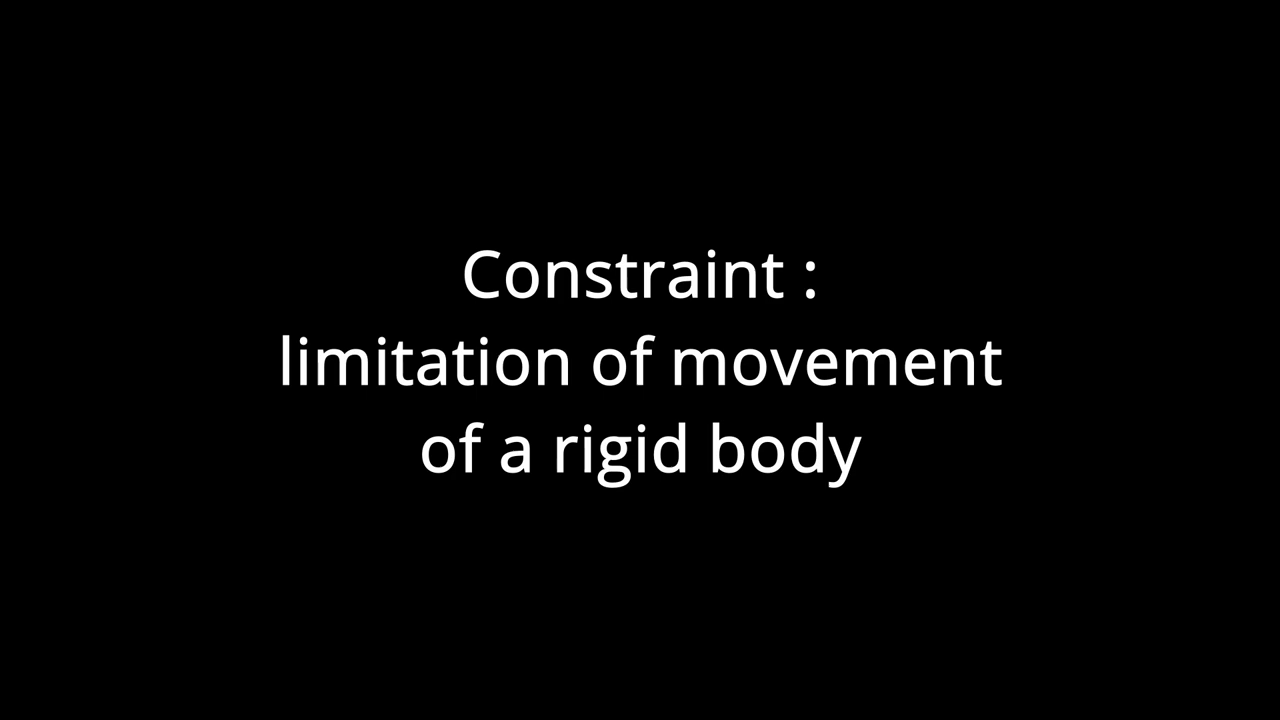 Constraint :
limitation of movement
of a rigid body